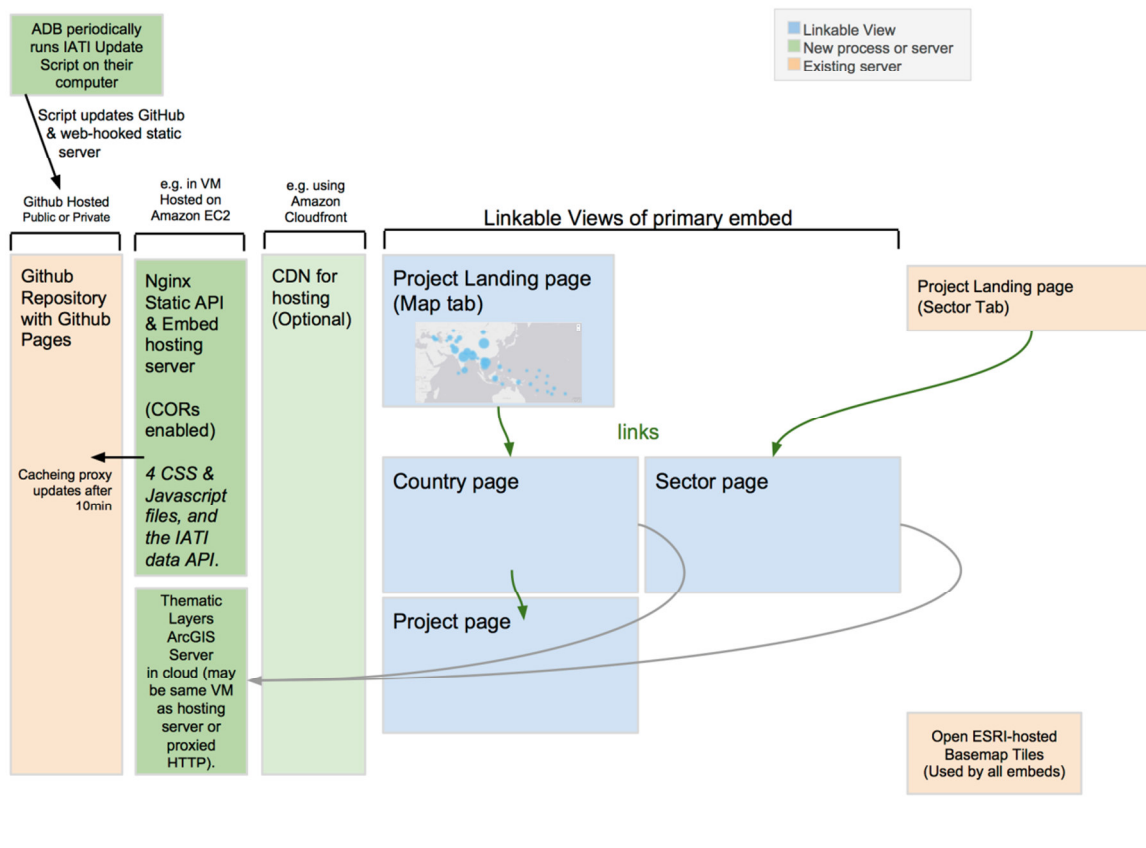 ADB periodically
runs IATI Update
Script on their
computer
Linkable View
New process or server
Existing server
Script updates GitHub
& web-hooked static
server
Github Hosted
Public or Private
e.g. in VM
Hosted on
Amazon EC2
e.g. using
Amazon
Cloudfront
Linkable Views of primary embed
Github
Repository
with Github
Pages
Cacheing proxy
updates after
10min
Nginx
Static API
& Embed
hosting
server
(CORs
enabled)
4 CSS &
Javascript
files, and
the IATI
data API.
Thematic
Layers
ArcGIS
Server
in cloud (may
be same VM
as hosting
server or
proxied
HTTP).
CDN for
hosting
(Optional)
Project Landing page
(Map tab)
Project Landing page
(Sector Tab)
links
Country page
Sector page
Project page
Open ESRI-hosted
Basemap Tiles
(Used by all embeds)